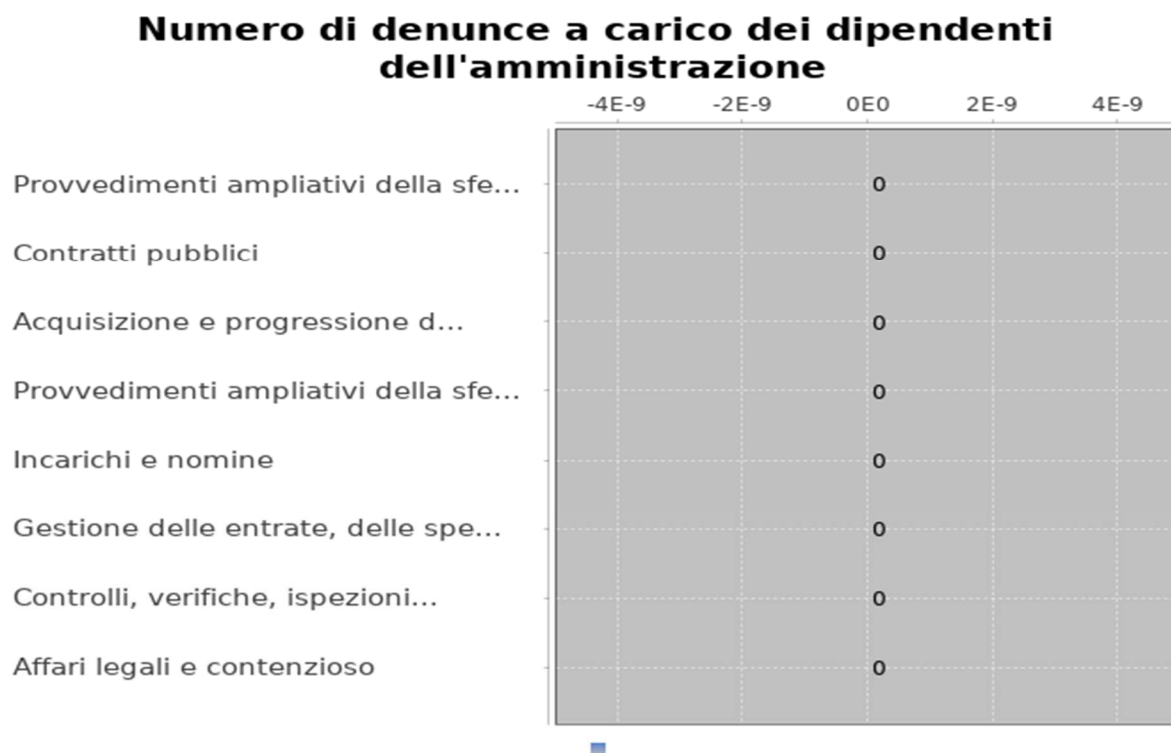 Numero di denunce a carico dei dipendenti
dell'amministrazione
-4E-9 -2E-9 0E0 2E-9 4E-9
Provvedimenti ampliativi della sfe... 0
Contratti pubblici 0
Acquisizione e progressione d... 0
Provvedimenti ampliativi della sfe... 0
Incarichi e nomine 0
Gestione delle entrate, delle spe... 0
Controlli, verifiche, ispezioni... 0
Affari legali e contenzioso 0